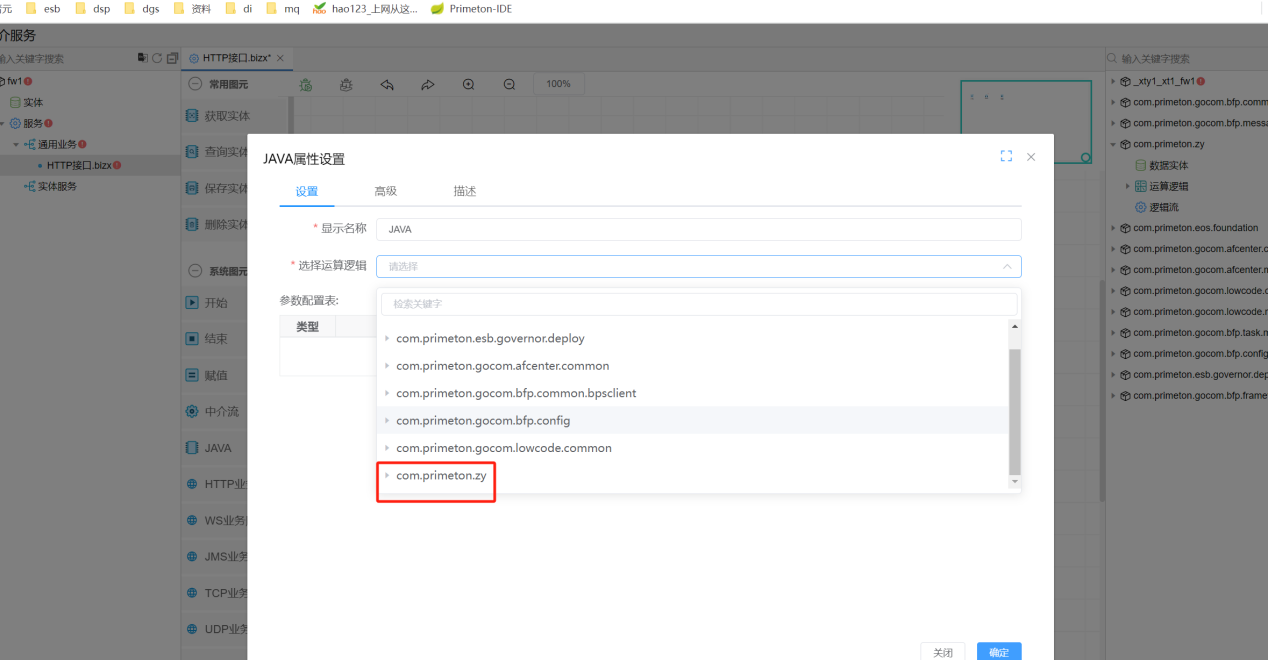 esb dsp dgs 资料 di mq hao123_上网从这... Primeton-IDE
介服务
输入关键字搜索
HTTP接口.bizx*
输入关键字搜索
fw1
实体
服务
通用业务
HTTP接口.bizx
实体服务
常用图元
获取实体
查询实体
保存实体
删除实体
系统图元
开始
结束
赋值
中介流
JAVA
HTTP业
WS业务
JMS业务
TCP业务
UDP业务
100%
JAVA属性设置
设置 高级 描述
* 显示名称 JAVA
* 选择运算逻辑 请选择
参数配置表:
类型
检索关键字
com.primeton.esb.governor.deploy
com.primeton.gocom.afcenter.common
com.primeton.gocom.bfp.common.bpsclient
com.primeton.gocom.bfp.config
com.primeton.gocom.lowcode.common
com.primeton.zy
关闭 确定
_xty1_xt1_fw1
com.primeton.gocom.bfp.comm
com.primeton.gocom.bfp.messa
com.primeton.zy
数据实体
运算逻辑
逻辑流
com.primeton.eos.foundation
com.primeton.gocom.afcenter.c
com.primeton.gocom.afcenter.r
com.primeton.gocom.lowcode.c
com.primeton.gocom.lowcode.r
com.primeton.gocom.bfp.task.n
com.primeton.gocom.bfp.config
com.primeton.esb.governor.dep
com.primeton.gocom.bfp.frame